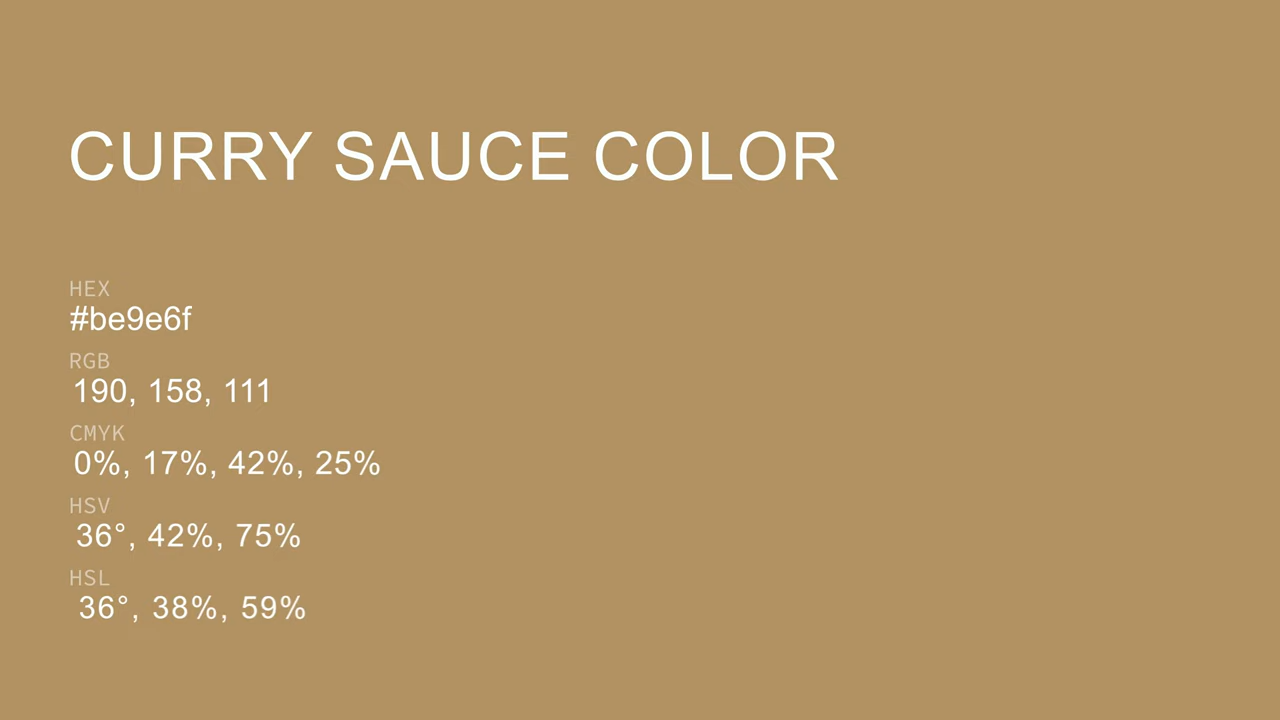 CURRY SAUCE COLOR
HEX
#be9e6f
RGB
190, 158, 111
CMYK
0%, 17%, 42%, 25%
HSV
36°, 42%, 75%
HSL
36°, 38%, 59%